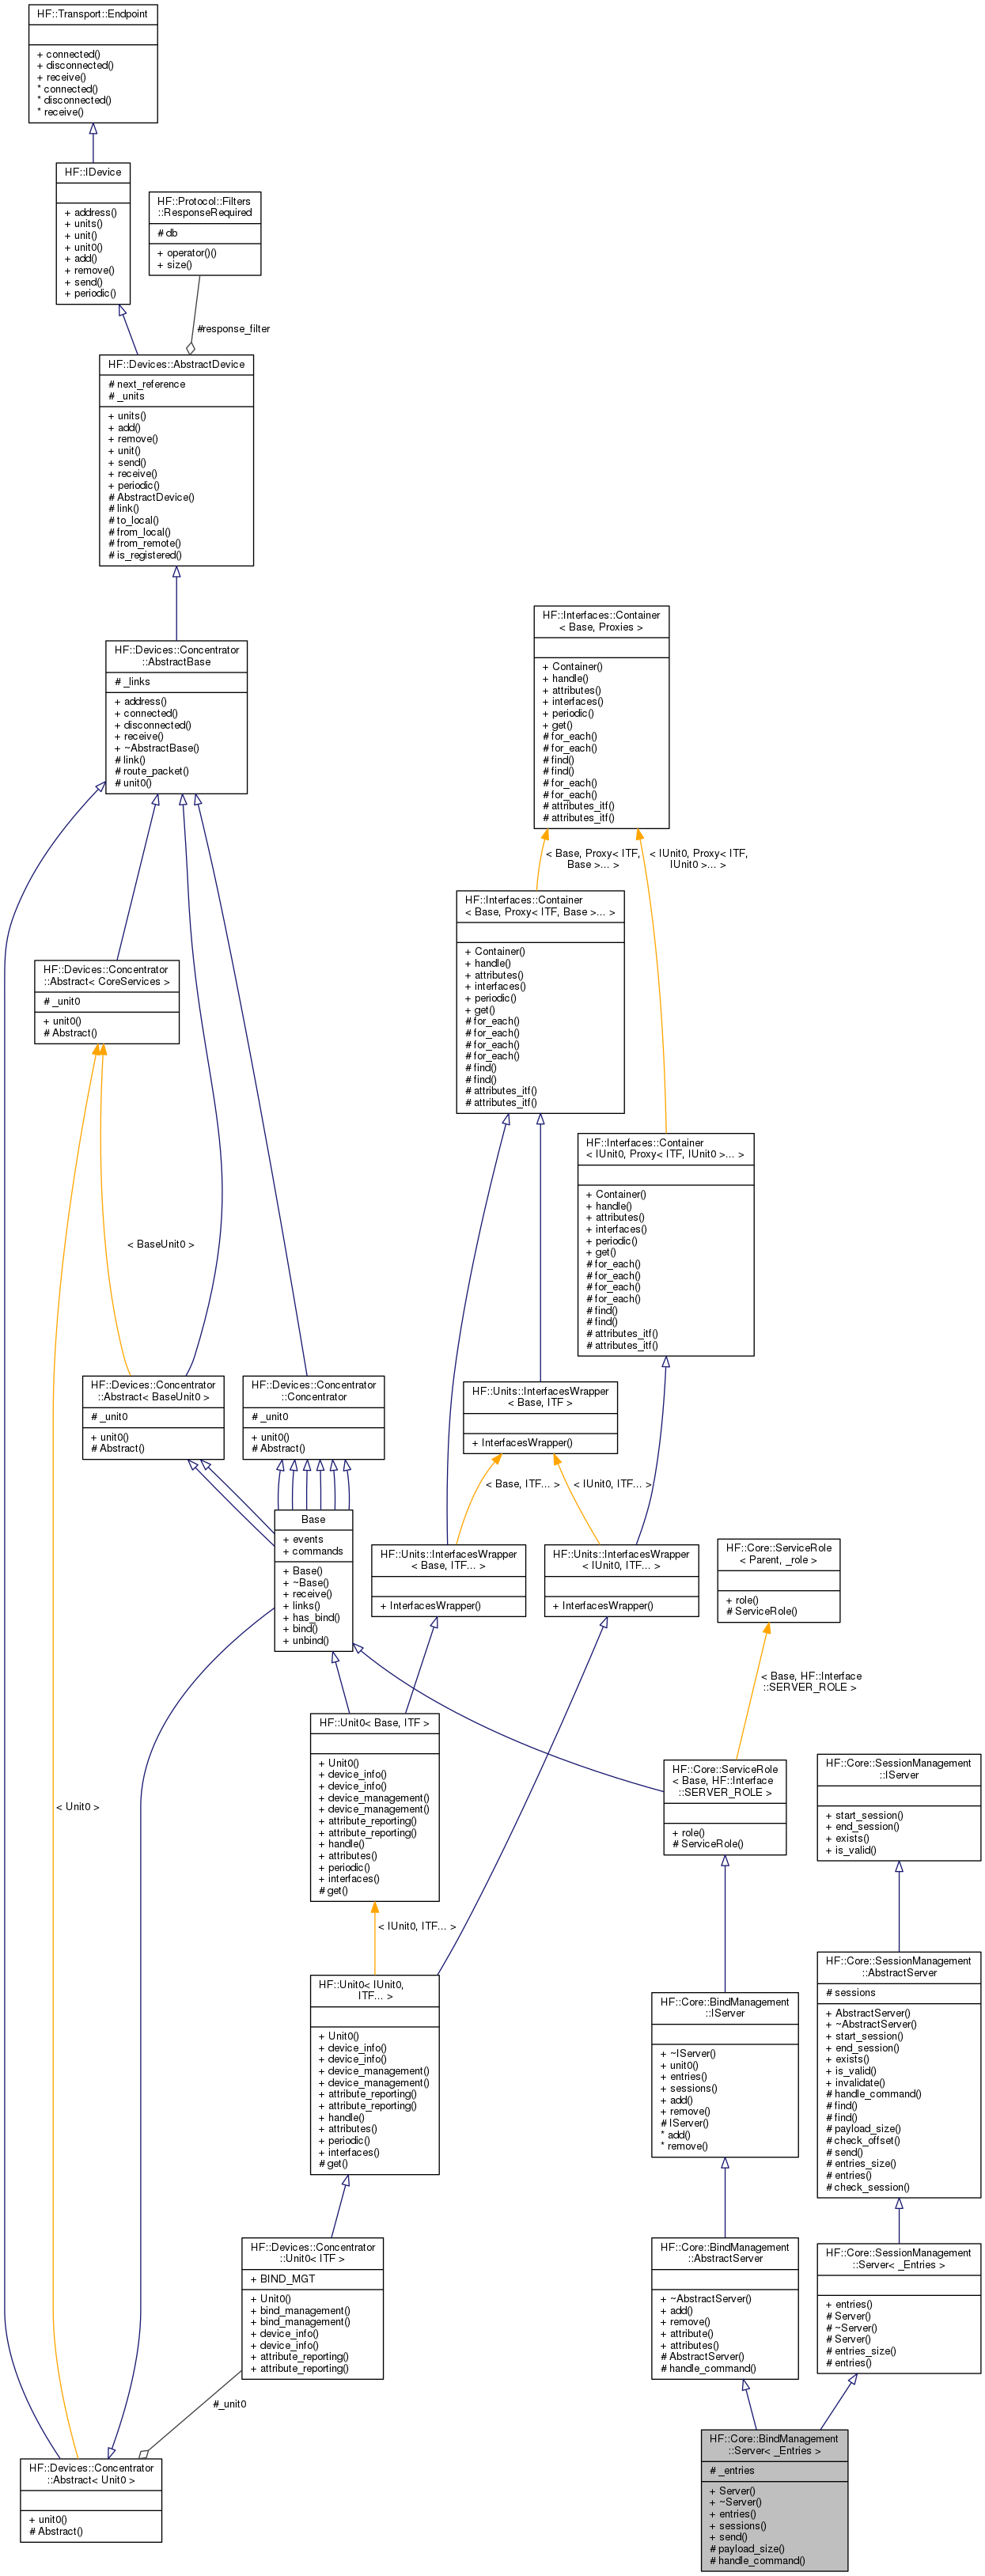 HF::Transport::Endpoint
+ connected()
+ disconnected()
+ receive()
* connected()
* disconnected()
* receive()
HF::IDevice
+ address()
+ units()
+ unit()
+ unit0()
+ add()
+ remove()
+ send()
+ periodic()
HF::Protocol::Filters
::ResponseRequired
# db
+ operator()()
+ size()
#response_filter
HF::Devices::AbstractDevice
# next_reference
# _units
+ units()
+ add()
+ remove()
+ unit()
+ send()
+ receive()
+ periodic()
# AbstractDevice()
# link()
# to_local()
# from_local()
# from_remote()
# is_registered()
HF::Devices::Concentrator
::AbstractBase
# _links
+ address()
+ connected()
+ disconnected()
+ receive()
+ ~AbstractBase()
# link()
# route_packet()
# unit0()
HF::Interfaces::Container
< Base, Proxies >
+ Container()
+ handle()
+ attributes()
+ interfaces()
+ periodic()
+ get()
# for_each()
# for_each()
# find()
# find()
# for_each()
# for_each()
# attributes_itf()
# attributes_itf()
< Base, Proxy< ITF,
Base >... >
< IUnit0, Proxy< ITF,
IUnit0 >... >
HF::Interfaces::Container
< Base, Proxy< ITF, Base >... >
+ Container()
+ handle()
+ attributes()
+ interfaces()
+ periodic()
+ get()
# for_each()
# for_each()
# for_each()
# for_each()
# find()
# find()
# attributes_itf()
# attributes_itf()
HF::Devices::Concentrator
::Abstract< CoreServices >
# _unit0
+ unit0()
# Abstract()
HF::Interfaces::Container
< IUnit0, Proxy< ITF, IUnit0 >... >
+ Container()
+ handle()
+ attributes()
+ interfaces()
+ periodic()
+ get()
# for_each()
# for_each()
# for_each()
# for_each()
# find()
# find()
# attributes_itf()
# attributes_itf()
< BaseUnit0 >
HF::Devices::Concentrator
::Abstract< BaseUnit0 >
# _unit0
+ unit0()
# Abstract()
HF::Devices::Concentrator
::Concentrator
# _unit0
+ unit0()
# Abstract()
HF::Units::InterfacesWrapper
< Base, ITF >
+ InterfacesWrapper()
< Base, ITF... >
< IUnit0, ITF... >
Base
+ events
+ commands
+ Base()
+ ~Base()
+ receive()
+ links()
+ has_bind()
+ bind()
+ unbind()
HF::Units::InterfacesWrapper
< Base, ITF... >
+ InterfacesWrapper()
HF::Units::InterfacesWrapper
< IUnit0, ITF... >
+ InterfacesWrapper()
HF::Core::ServiceRole
< Parent, _role >
+ role()
# ServiceRole()
< Base, HF::Interface
::SERVER_ROLE >
HF::Unit0< Base, ITF >
+ Unit0()
+ device_info()
+ device_info()
+ device_management()
+ device_management()
+ attribute_reporting()
+ attribute_reporting()
+ handle()
+ attributes()
+ periodic()
+ interfaces()
# get()
HF::Core::ServiceRole
< Base, HF::Interface
::SERVER_ROLE >
+ role()
# ServiceRole()
HF::Core::SessionManagement
::IServer
+ start_session()
+ end_session()
+ exists()
+ is_valid()
< Unit0 >
< IUnit0, ITF... >
HF::Unit0< IUnit0,
ITF... >
+ Unit0()
+ device_info()
+ device_info()
+ device_management()
+ device_management()
+ attribute_reporting()
+ attribute_reporting()
+ handle()
+ attributes()
+ periodic()
+ interfaces()
# get()
HF::Core::BindManagement
::IServer
+ ~IServer()
+ unit0()
+ entries()
+ sessions()
+ add()
+ remove()
# IServer()
* add()
* remove()
HF::Core::SessionManagement
::AbstractServer
# sessions
+ AbstractServer()
+ ~AbstractServer()
+ start_session()
+ end_session()
+ exists()
+ is_valid()
+ invalidate()
# handle_command()
# find()
# find()
# payload_size()
# check_offset()
# send()
# entries_size()
# entries()
# check_session()
HF::Devices::Concentrator
::Unit0< ITF >
+ BIND_MGT
+ Unit0()
+ bind_management()
+ bind_management()
+ device_info()
+ device_info()
+ attribute_reporting()
+ attribute_reporting()
HF::Core::BindManagement
::AbstractServer
+ ~AbstractServer()
+ add()
+ remove()
+ attribute()
+ attributes()
# AbstractServer()
# handle_command()
HF::Core::SessionManagement
::Server< _Entries >
+ entries()
# Server()
# ~Server()
# Server()
# entries_size()
# entries()
#_unit0
HF::Devices::Concentrator
::Abstract< Unit0 >
+ unit0()
# Abstract()
HF::Core::BindManagement
::Server< _Entries >
# _entries
+ Server()
+ ~Server()
+ entries()
+ sessions()
+ send()
# payload_size()
# handle_command()